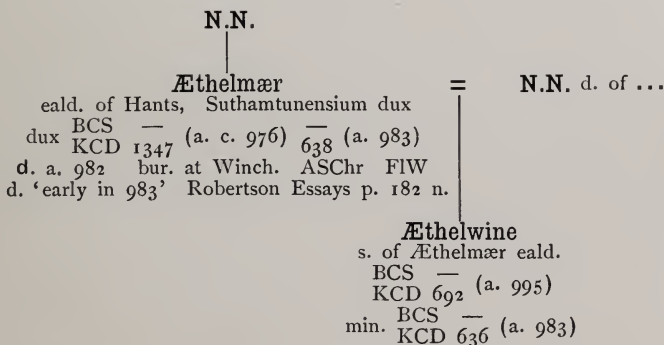 N.N.
Æthelmær = N.N. d. of ...
eald. of Hants, Suthamtunensium dux
dux BCS — (a. c. 976) — (a. 983)
KCD 1347 638
d. a. 982 bur. at Winch. ASChr FlW
d. 'early in 983' Robertson Essays p. 182 n.
Æthelwine
s. of Æthelmær eald.
BCS — (a. 995)
KCD 692
min. BCS — (a. 983)
KCD 636